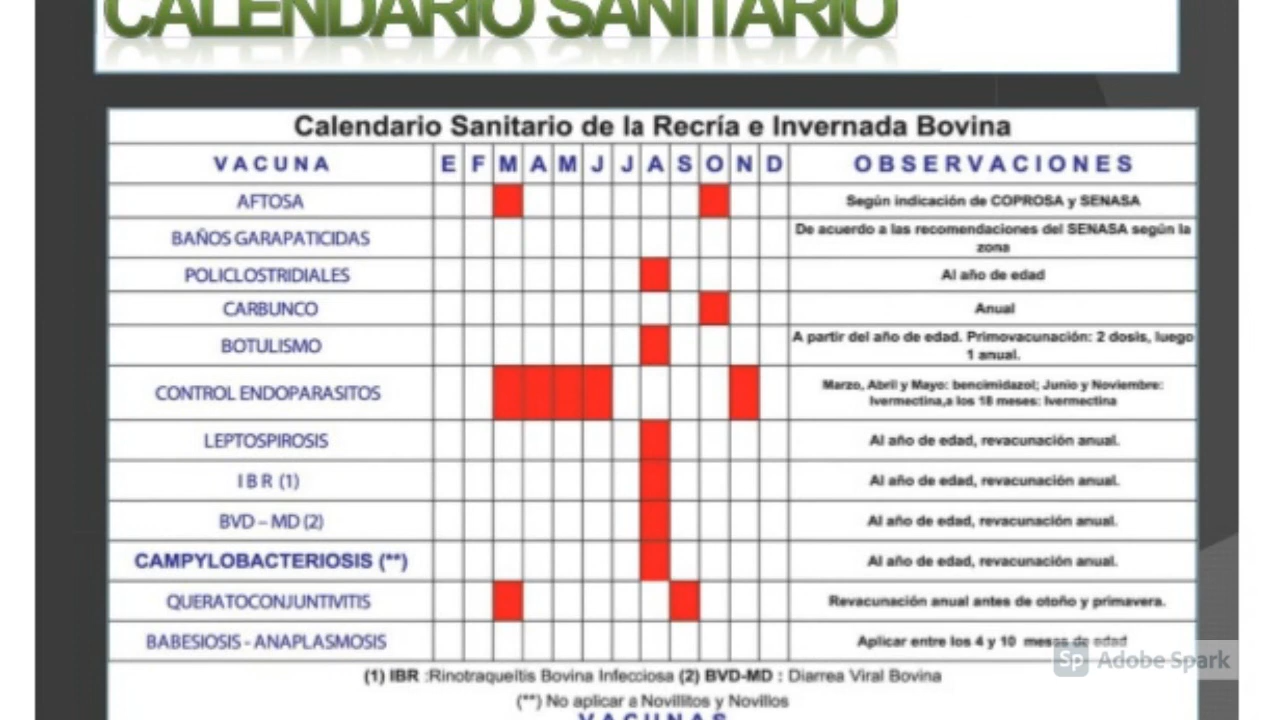 CALENDARIO SANITARIO
Calendario Sanitario de la Recría e Invernada Bovina
VACUNA E F M A M J J A S O N D OBSERVACIONES
AFTOSA Según indicación de COPROSA y SENASA
BAÑOS GARAPATICIDAS De acuerdo a las recomendaciones del SENASA según la
zona
POLICLOSTRIDIALES Al año de edad
CARBUNCO Anual
BOTULISMO A partir del año de edad. Primovacunación: 2 dosis, luego
1 anual.
CONTROL ENDOPARASITOS Marzo, Abril y Mayo: bencimidazol; Junio y Noviembre:
Ivermectina,a los 18 meses: Ivermectina
LEPTOSPIROSIS Al año de edad, revacunación anual.
IBR (1) Al año de edad, revacunación anual.
BVD – MD (2) Al año de edad, revacunación anual.
CAMPYLOBACTERIOSIS (**) Al año de edad, revacunación anual.
QUERATOCONJUNTIVITIS Revacunación anual antes de otoño y primavera.
BABESIOSIS - ANAPLASMOSIS Aplicar entre los 4 y 10 meses de edad
Sp Adobe Spark
(1) IBR :Rinotraqueítis Bovina Infecciosa (2) BVD-MD : Diarrea Viral Bovina
(**) No aplicar a Novillitos y Novillos
VACUNAS